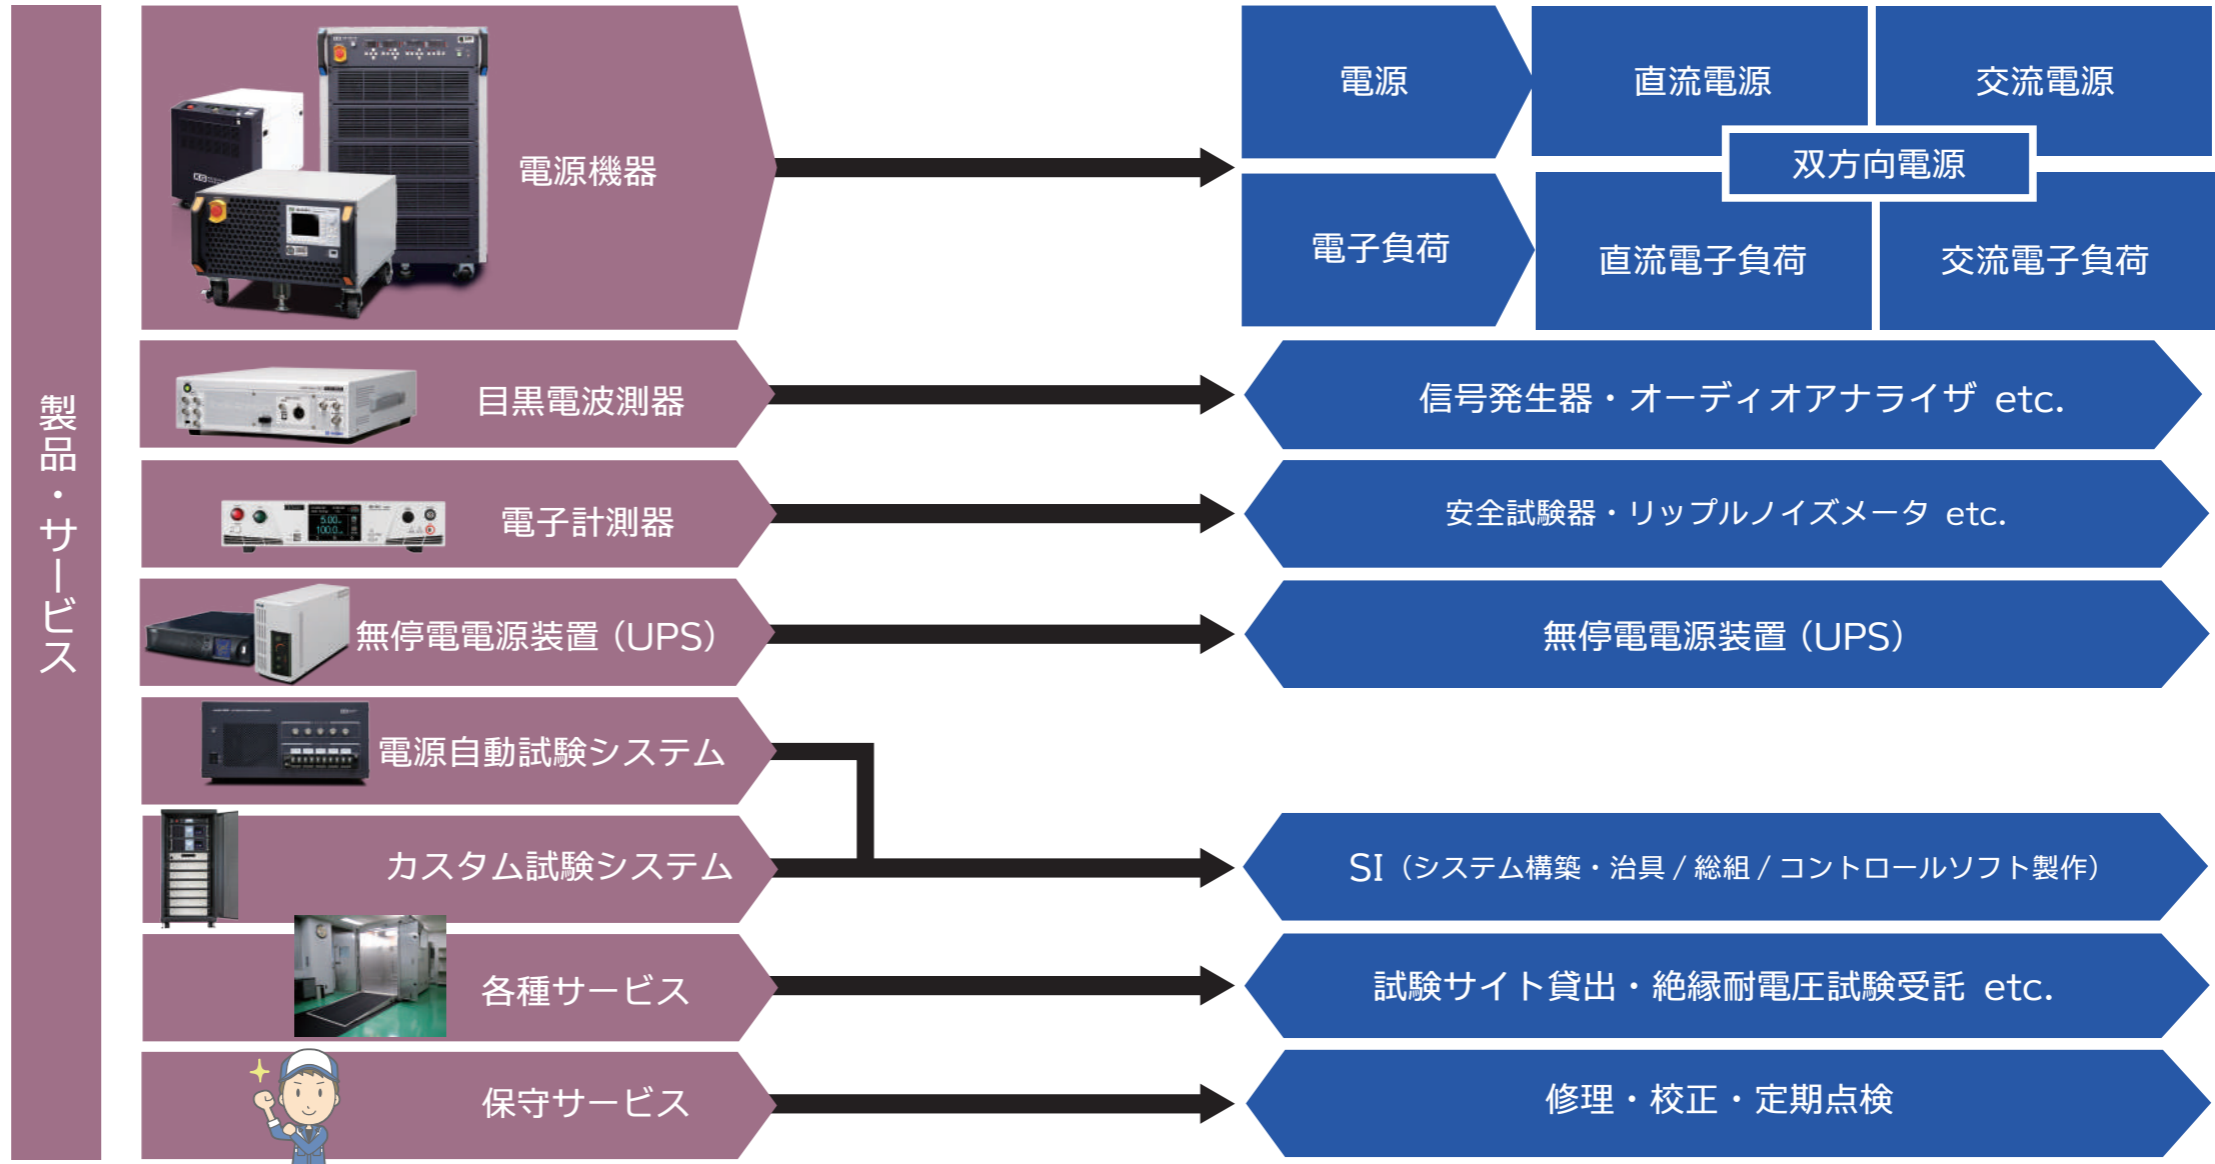 製品・サービス
電源機器
電源
直流電源
交流電源
双方向電源
電子負荷
直流電子負荷
交流電子負荷
目黒電波測器
信号発生器・オーディオアナライザ etc.
電子計測器
安全試験器・リップルノイズメータ etc.
無停電電源装置（UPS）
無停電電源装置（UPS）
電源自動試験システム
カスタム試験システム
SI（システム構築・治具 / 総組 / コントロールソフト製作）
各種サービス
試験サイト貸出・絶縁耐電圧試験受託 etc.
保守サービス
修理・校正・定期点検